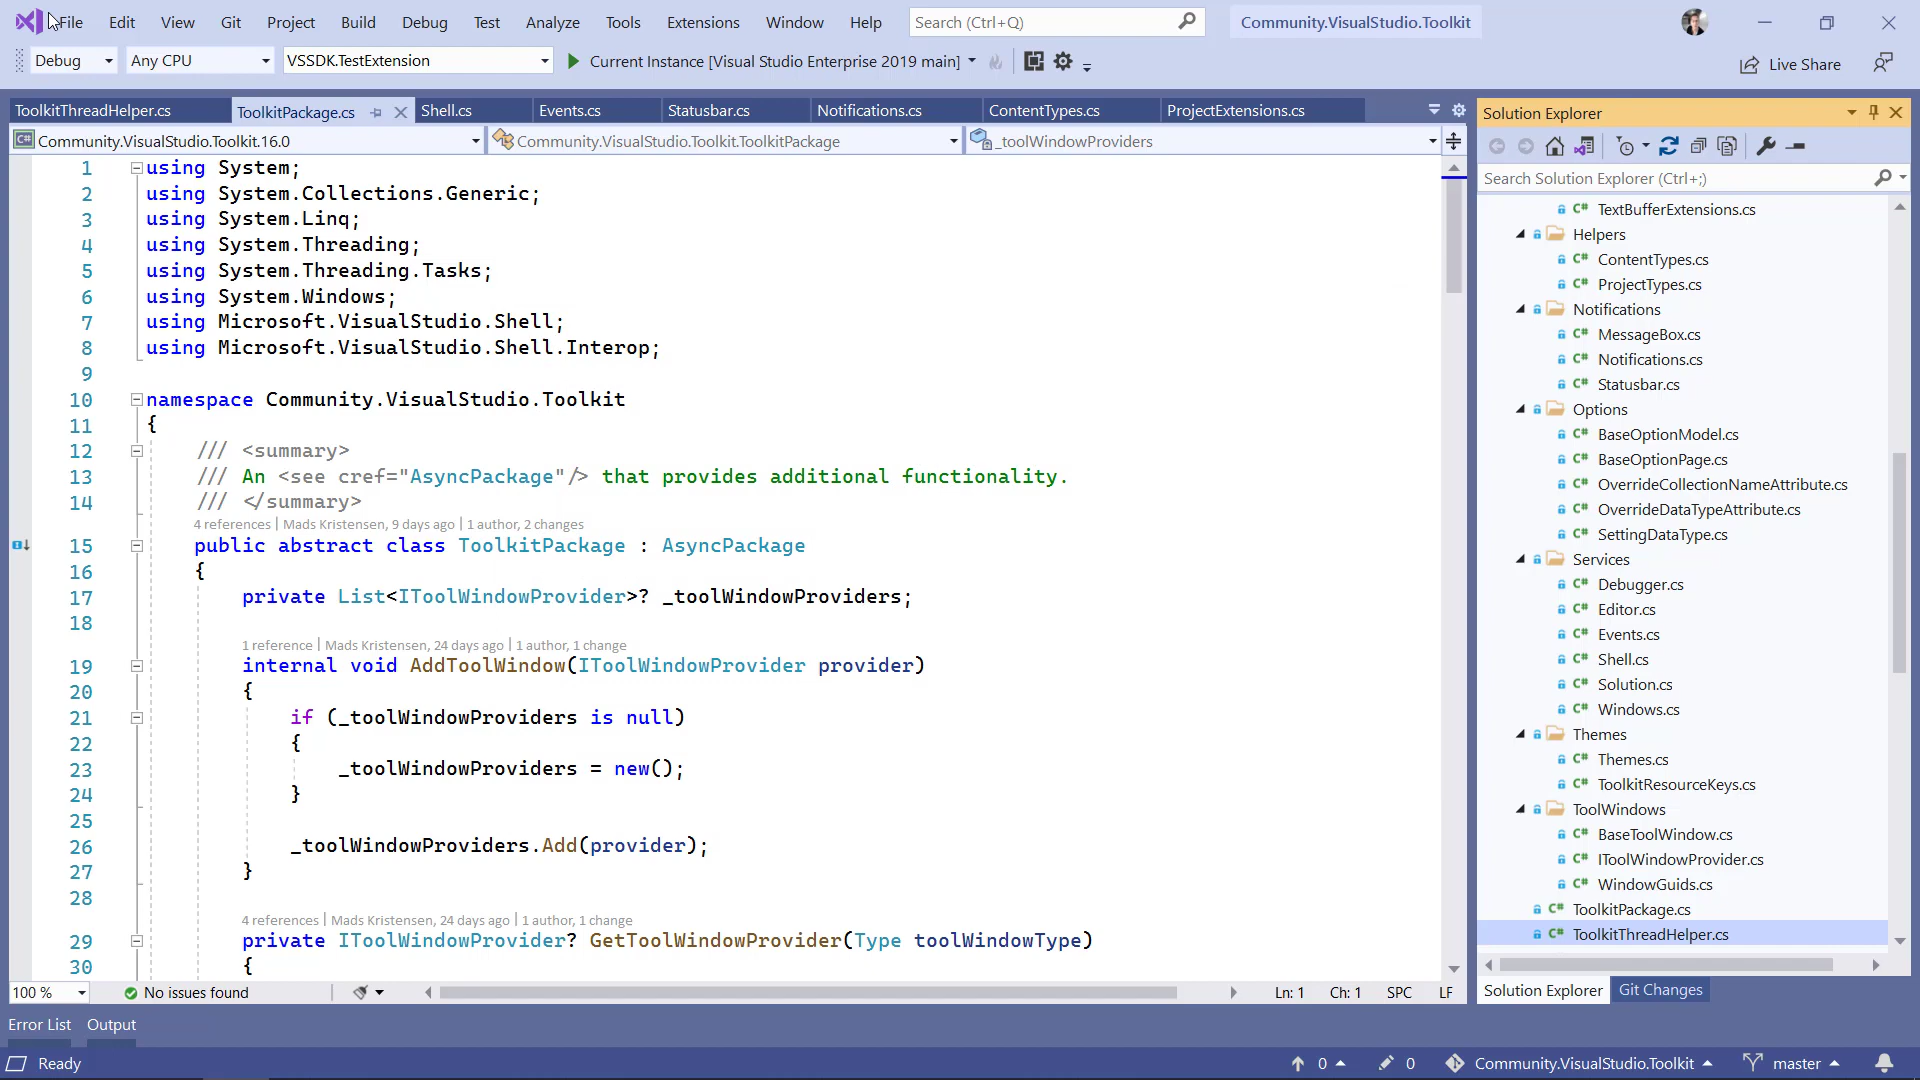 File Edit View Git Project Build Debug Test Analyze Tools Extensions Window Help Search (Ctrl+Q) Community.VisualStudio.Toolkit
Debug Any CPU VSSDK.TestExtension Current Instance [Visual Studio Enterprise 2019 main] Live Share
ToolkitThreadHelper.cs ToolkitPackage.cs Shell.cs Events.cs Statusbar.cs Notifications.cs ContentTypes.cs ProjectExtensions.cs
Community.VisualStudio.Toolkit.16.0 Community.VisualStudio.Toolkit.ToolkitPackage _toolWindowProviders
1 using System;
2 using System.Collections.Generic;
3 using System.Linq;
4 using System.Threading;
5 using System.Threading.Tasks;
6 using System.Windows;
7 using Microsoft.VisualStudio.Shell;
8 using Microsoft.VisualStudio.Shell.Interop;
9
10 namespace Community.VisualStudio.Toolkit
11 {
12 /// <summary>
13 /// An <see cref="AsyncPackage"/> that provides additional functionality.
14 /// </summary>
4 references | Mads Kristensen, 9 days ago | 1 author, 2 changes
15 public abstract class ToolkitPackage : AsyncPackage
16 {
17 private List<IToolWindowProvider>? _toolWindowProviders;
18
1 reference | Mads Kristensen, 24 days ago | 1 author, 1 change
19 internal void AddToolWindow(IToolWindowProvider provider)
20 {
21 if (_toolWindowProviders is null)
22 {
23 _toolWindowProviders = new();
24 }
25
26 _toolWindowProviders.Add(provider);
27 }
28
4 references | Mads Kristensen, 24 days ago | 1 author, 1 change
29 private IToolWindowProvider? GetToolWindowProvider(Type toolWindowType)
30 {
100 % No issues found Ln: 1 Ch: 1 SPC LF
Solution Explorer
Search Solution Explorer (Ctrl+;)
C# TextBufferExtensions.cs
Helpers
C# ContentTypes.cs
C# ProjectTypes.cs
Notifications
C# MessageBox.cs
C# Notifications.cs
C# Statusbar.cs
Options
C# BaseOptionModel.cs
C# BaseOptionPage.cs
C# OverrideCollectionNameAttribute.cs
C# OverrideDataTypeAttribute.cs
C# SettingDataType.cs
Services
C# Debugger.cs
C# Editor.cs
C# Events.cs
C# Shell.cs
C# Solution.cs
C# Windows.cs
Themes
C# Themes.cs
C# ToolkitResourceKeys.cs
ToolWindows
C# BaseToolWindow.cs
C# IToolWindowProvider.cs
C# WindowGuids.cs
C# ToolkitPackage.cs
C# ToolkitThreadHelper.cs
Solution Explorer Git Changes
Error List Output
Ready 0 0 Community.VisualStudio.Toolkit master